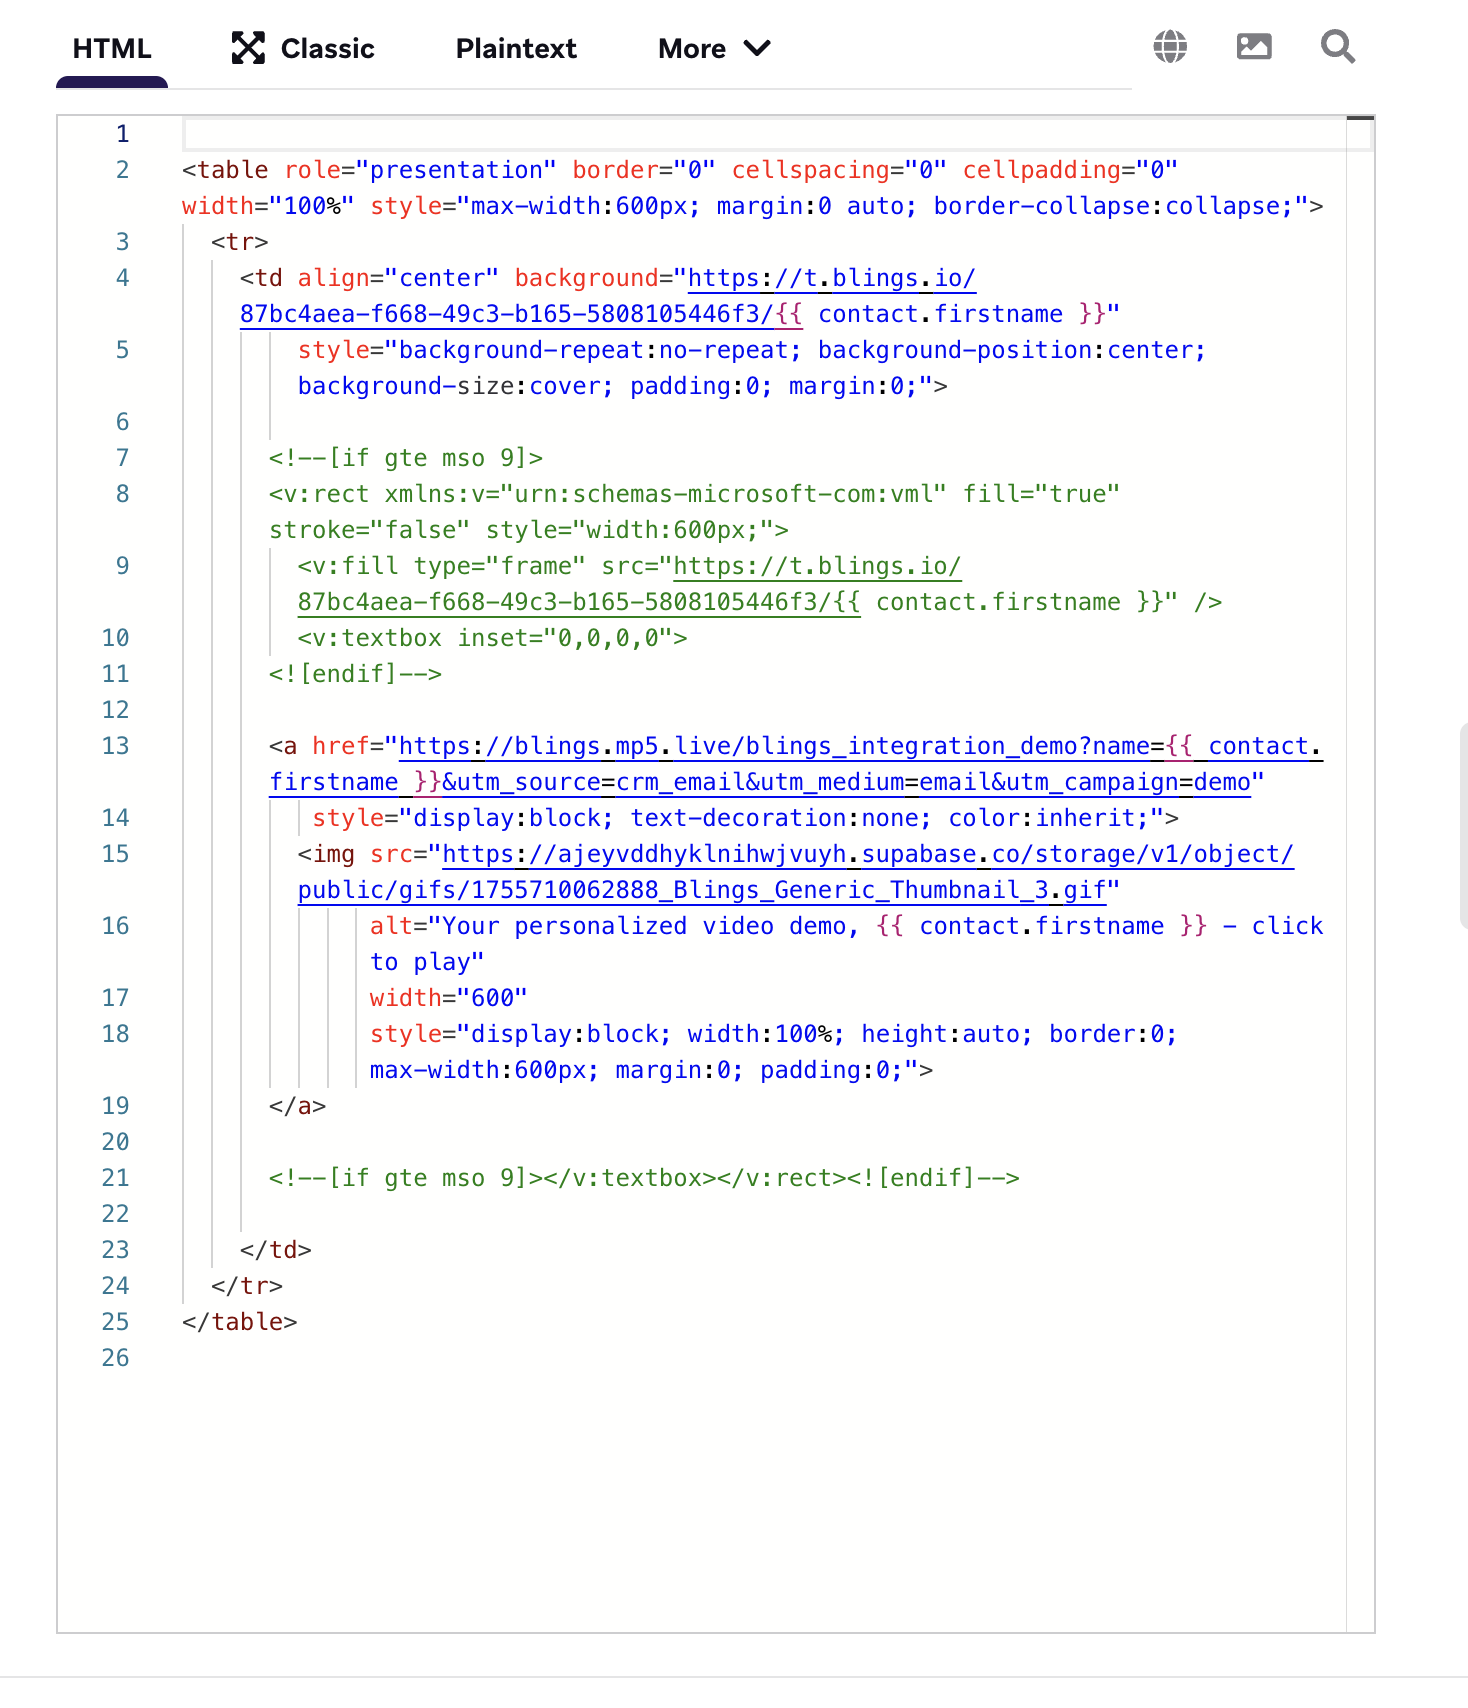 HTML Classic Plaintext More
1
2 <table role="presentation" border="0" cellspacing="0" cellpadding="0"
width="100%" style="max-width:600px; margin:0 auto; border-collapse:collapse;">
3 <tr>
4 <td align="center" background="https://t.blings.io/
87bc4aea-f668-49c3-b165-5808105446f3/{{ contact.firstname }}"
5 style="background-repeat:no-repeat; background-position:center;
background-size:cover; padding:0; margin:0;">
6
7 <!--[if gte mso 9]>
8 <v:rect xmlns:v="urn:schemas-microsoft-com:vml" fill="true"
stroke="false" style="width:600px;">
9 <v:fill type="frame" src="https://t.blings.io/
87bc4aea-f668-49c3-b165-5808105446f3/{{ contact.firstname }}" />
10 <v:textbox inset="0,0,0,0">
11 <![endif]-->
12
13 <a href="https://blings.mp5.live/blings_integration_demo?name={{ contact.
firstname }}&utm_source=crm_email&utm_medium=email&utm_campaign=demo"
14 style="display:block; text-decoration:none; color:inherit;">
15 <img src="https://ajeyvddhyklnihwjvuyh.supabase.co/storage/v1/object/
public/gifs/1755710062888_Blings_Generic_Thumbnail_3.gif"
16 alt="Your personalized video demo, {{ contact.firstname }} - click
to play"
17 width="600"
18 style="display:block; width:100%; height:auto; border:0;
max-width:600px; margin:0; padding:0;">
19 </a>
20
21 <!--[if gte mso 9]></v:textbox></v:rect><![endif]-->
22
23 </td>
24 </tr>
25 </table>
26